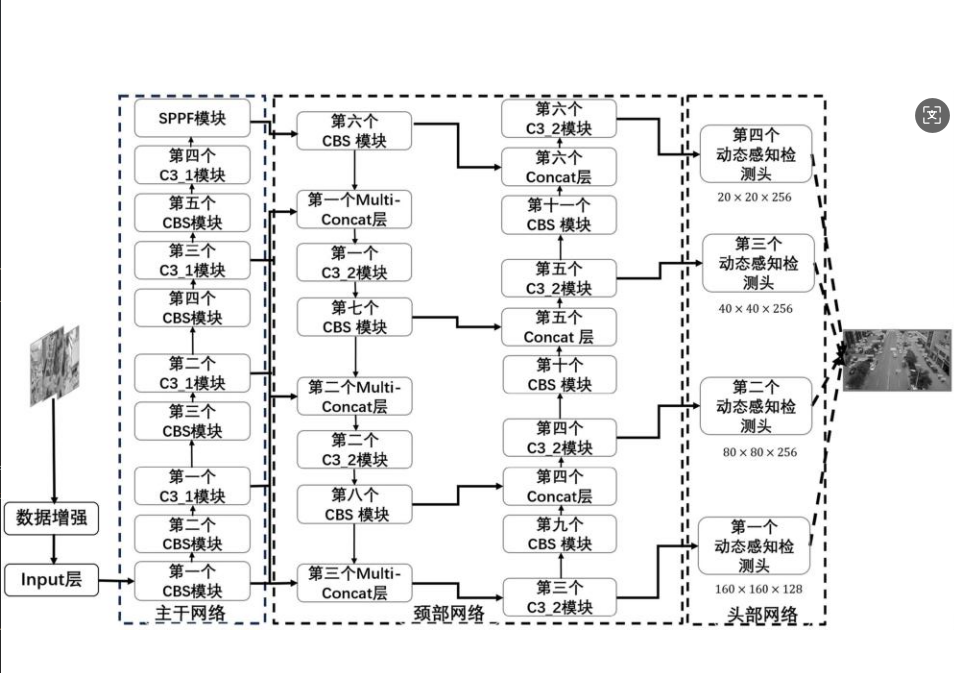 SPPF模块
第四个
C3_1模块
第五个
CBS模块
第三个
C3_1模块
第四个
CBS模块
第二个
C3_1模块
第三个
CBS模块
第一个
C3_1模块
第二个
CBS模块
第一个
CBS模块
主干网络
数据增强
Input层
第六个
CBS 模块
第一个Multi-
Concat层
第一个
C3_2模块
第七个
CBS 模块
第二个Multi-
Concat层
第二个
C3_2模块
第八个
CBS 模块
第三个Multi-
Concat层
颈部网络
第六个
C3_2模块
第六个
Concat层
第十一个
CBS 模块
第五个
C3_2模块
第五个
Concat 层
第十个
CBS 模块
第四个
C3_2模块
第四个
Concat层
第九个
CBS 模块
第三个
C3_2模块
第四个
动态感知检
测头
20 × 20 × 256
第三个
动态感知检
测头
40 × 40 × 256
第二个
动态感知检
测头
80 × 80 × 256
第一个
动态感知检
测头
160 × 160 × 128
头部网络
文